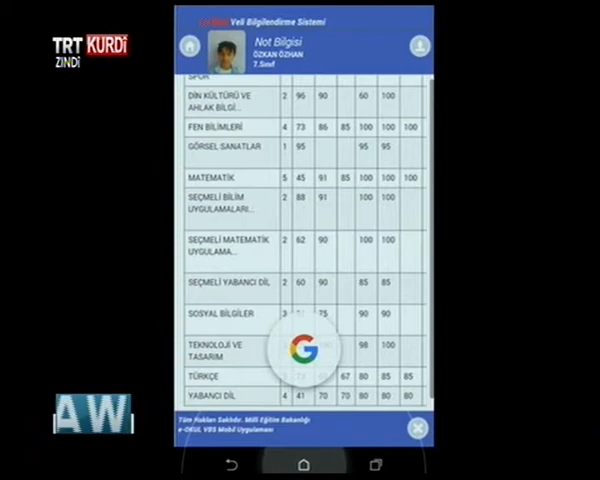 TRT KURDÎ
ZINDÎ
Veli Bilgilendirme Sistemi
Not Bilgisi
ÖZKAN ÖZHAN
7.Sınıf
SPOR
DİN KÜLTÜRÜ VE AHLAK BİLGİ... 2 96 90 60 100
FEN BİLİMLERİ 4 73 86 85 100 100 100
GÖRSEL SANATLAR 1 95 95 95
MATEMATİK 5 45 91 85 100 100 100
SEÇMELİ BİLİM UYGULAMALARI... 2 88 91 100 100
SEÇMELİ MATEMATİK UYGULAMA... 2 62 90 100 100
SEÇMELİ YABANCI DİL 2 60 90 85 85
SOSYAL BİLGİLER 3 75 90 90
TEKNOLOJİ VE TASARIM 98 100
TÜRKÇE 67 80 85 85
YABANCI DİL 4 41 70 70 80 80 80
Tüm Hakları Saklıdır. Milli Eğitim Bakanlığı
e-OKUL VBS Mobil Uygulaması
AW